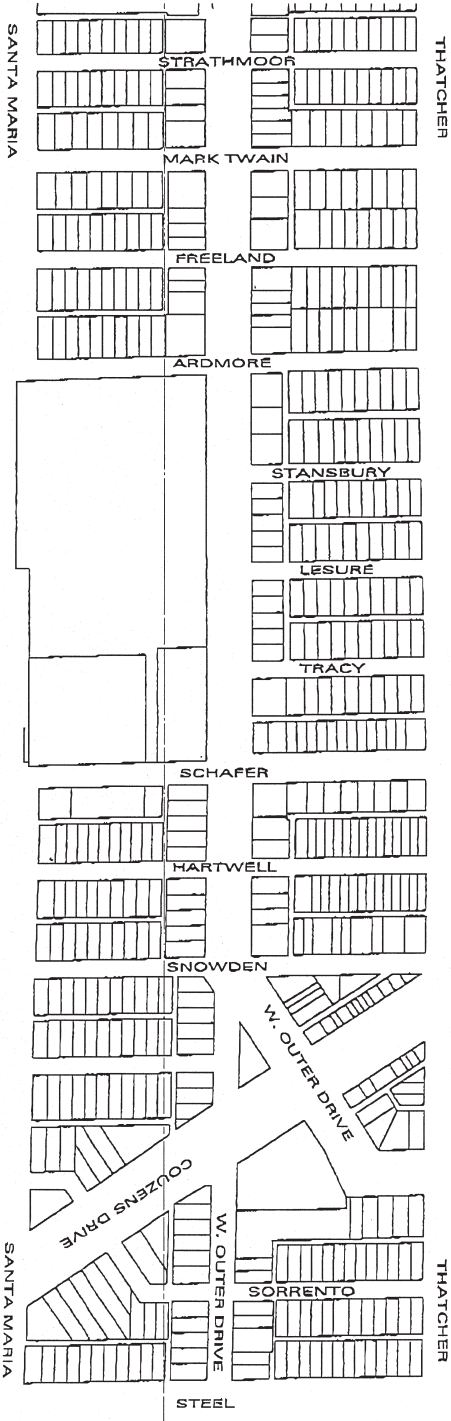 SANTA MARIA
THATCHER
STRATHMOOR
MARK TWAIN
FREELAND
ARDMORE
STANSBURY
LESURE
TRACY
SCHAFER
HARTWELL
SNOWDEN
W. OUTER DRIVE
COUZENS DRIVE
W. OUTER DRIVE
SANTA MARIA
THATCHER
SORRENTO
STEEL